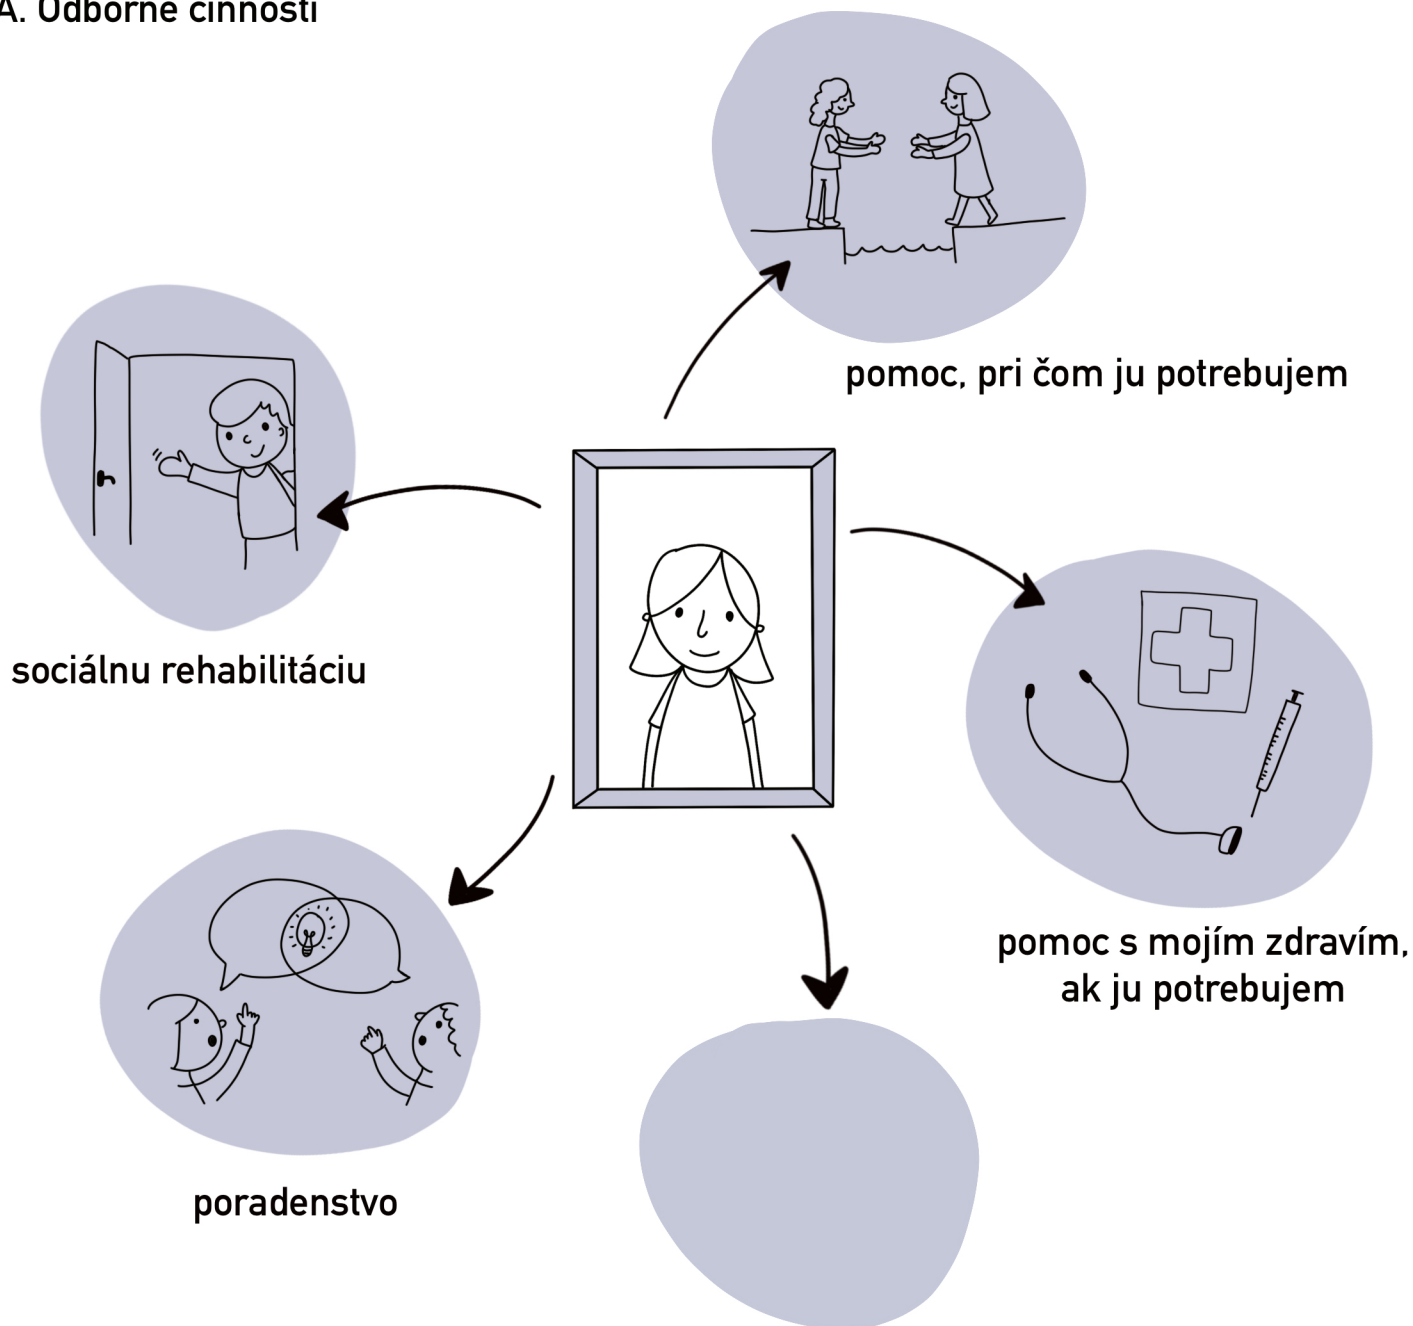 A. Odborné činnosti
pomoc, pri čom ju potrebujem
sociálnu rehabilitáciu
pomoc s mojím zdravím,
ak ju potrebujem
poradenstvo